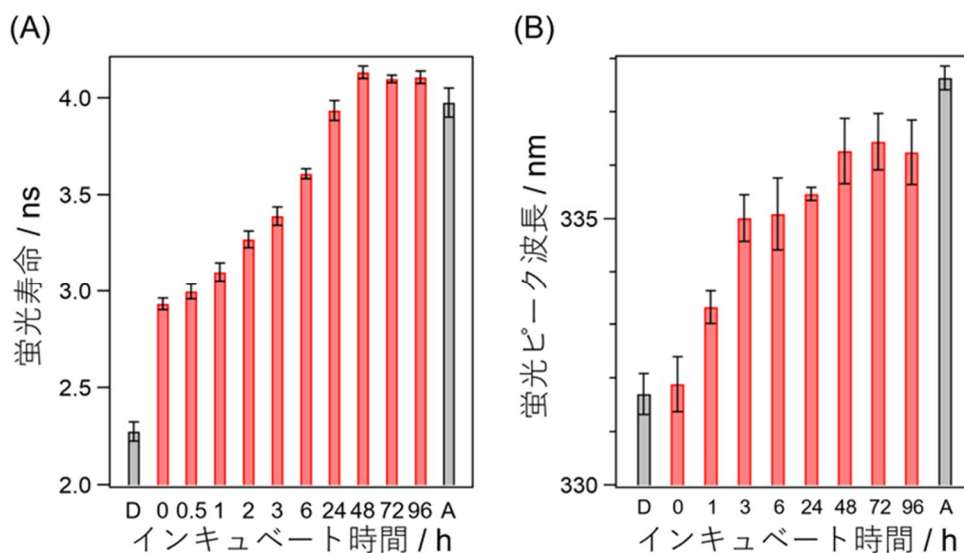 (A)
蛍光寿命 / ns
4.0
3.5
3.0
2.5
2.0
D 0 0.5 1 2 3 6 24 48 72 96 A
インキュベート時間 / h
(B)
蛍光ピーク波長 / nm
335
330
D 0 1 3 6 24 48 72 96 A
インキュベート時間 / h